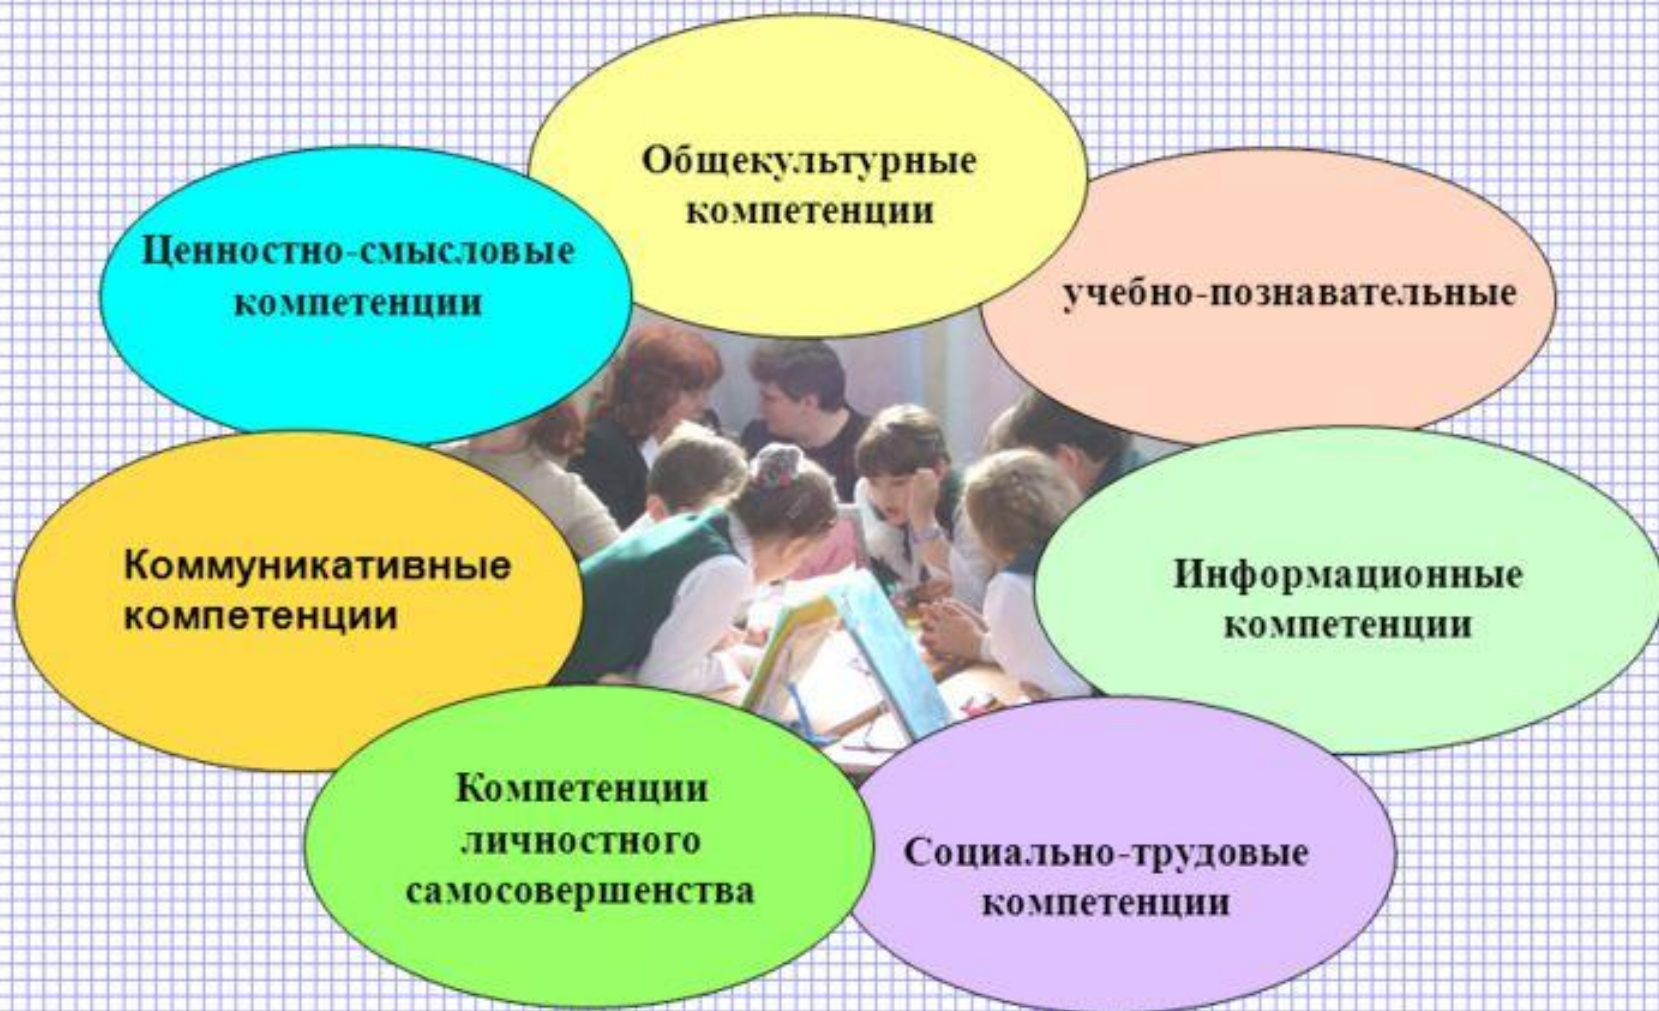 Общекультурные
компетенции
Ценностно-смысловые
компетенции
учебно-познавательные
Коммуникативные
компетенции
Информационные
компетенции
Компетенции
личностного
самосовершенства
Социально-трудовые
компетенции